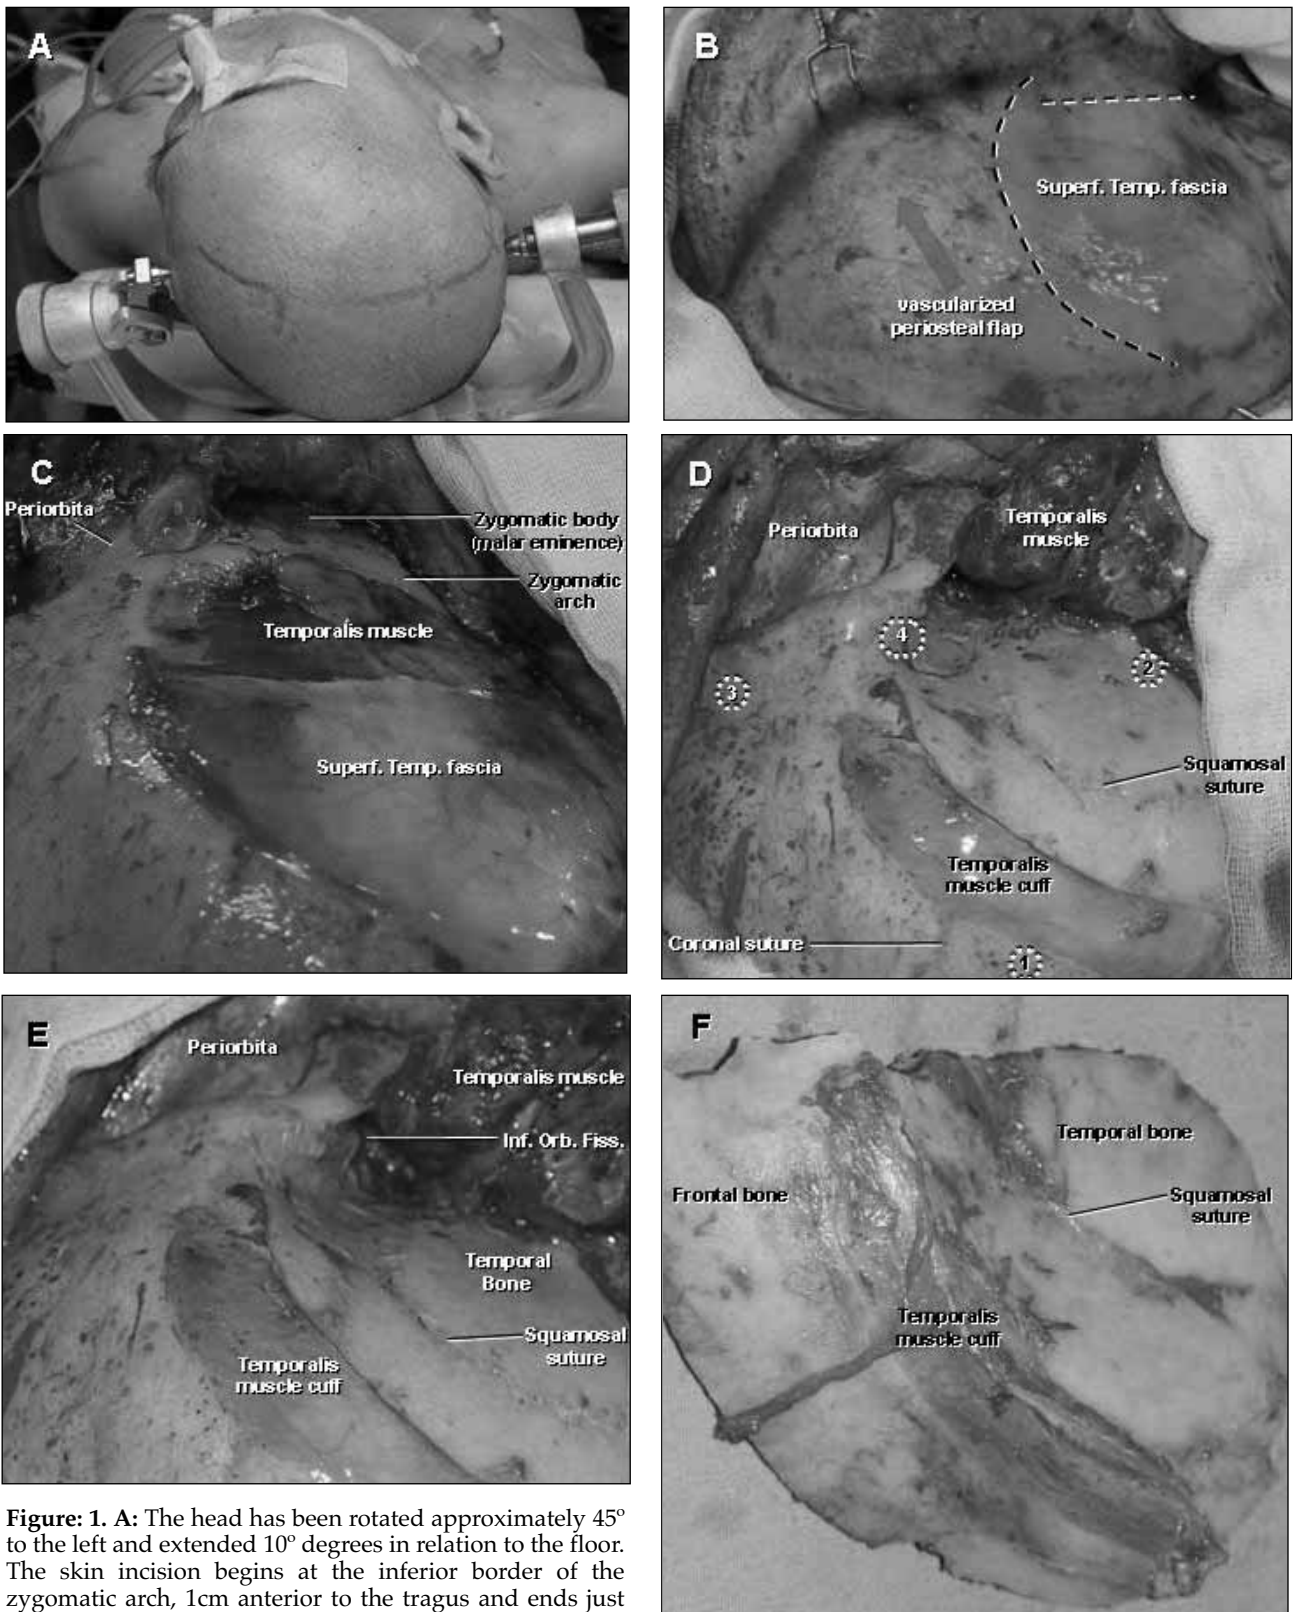 A
B
Superf. Temp. fascia
vascularized
periosteal flap
C
Periorbita
Zygomatic body
(malar eminence)
Zygomatic
arch
Temporalis muscle
Superf. Temp. fascia
D
Periorbita
Temporalis
muscle
4
2
3
Squamosal
suture
Temporalis
muscle cuff
Coronal suture
1
E
Periorbita
Temporalis muscle
Inf. Orb. Fiss.
Temporal
Bone
Squamosal
suture
Temporalis
muscle cuff
F
Temporal bone
Frontal bone
Squamosal
suture
Temporalis
muscle cuff
Figure: 1. A: The head has been rotated approximately 45º
to the left and extended 10º degrees in relation to the floor.
The skin incision begins at the inferior border of the
zygomatic arch, 1cm anterior to the tragus and ends just